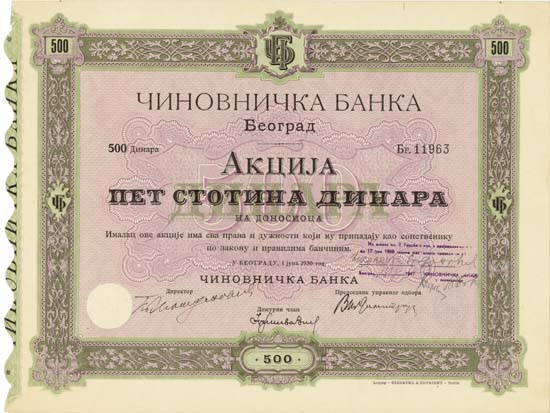 500
500
ЧИНОВНИЧКА БАНКА
Београд
500 Динара
Бр. 11963
АКЦИЈА
ПЕТ СТОТИНА ДИНАРА
НА ДОНОСИОЦА
Ималац ове акције има сва права и дужности који му припадају као сопственику
по закону и правилима банчиним.
У БЕОГРАДУ, 1 јуна 1930 год.
ЧИНОВНИЧКА БАНКА
Директор
Претседник управног одбора
Дежурни члан
500